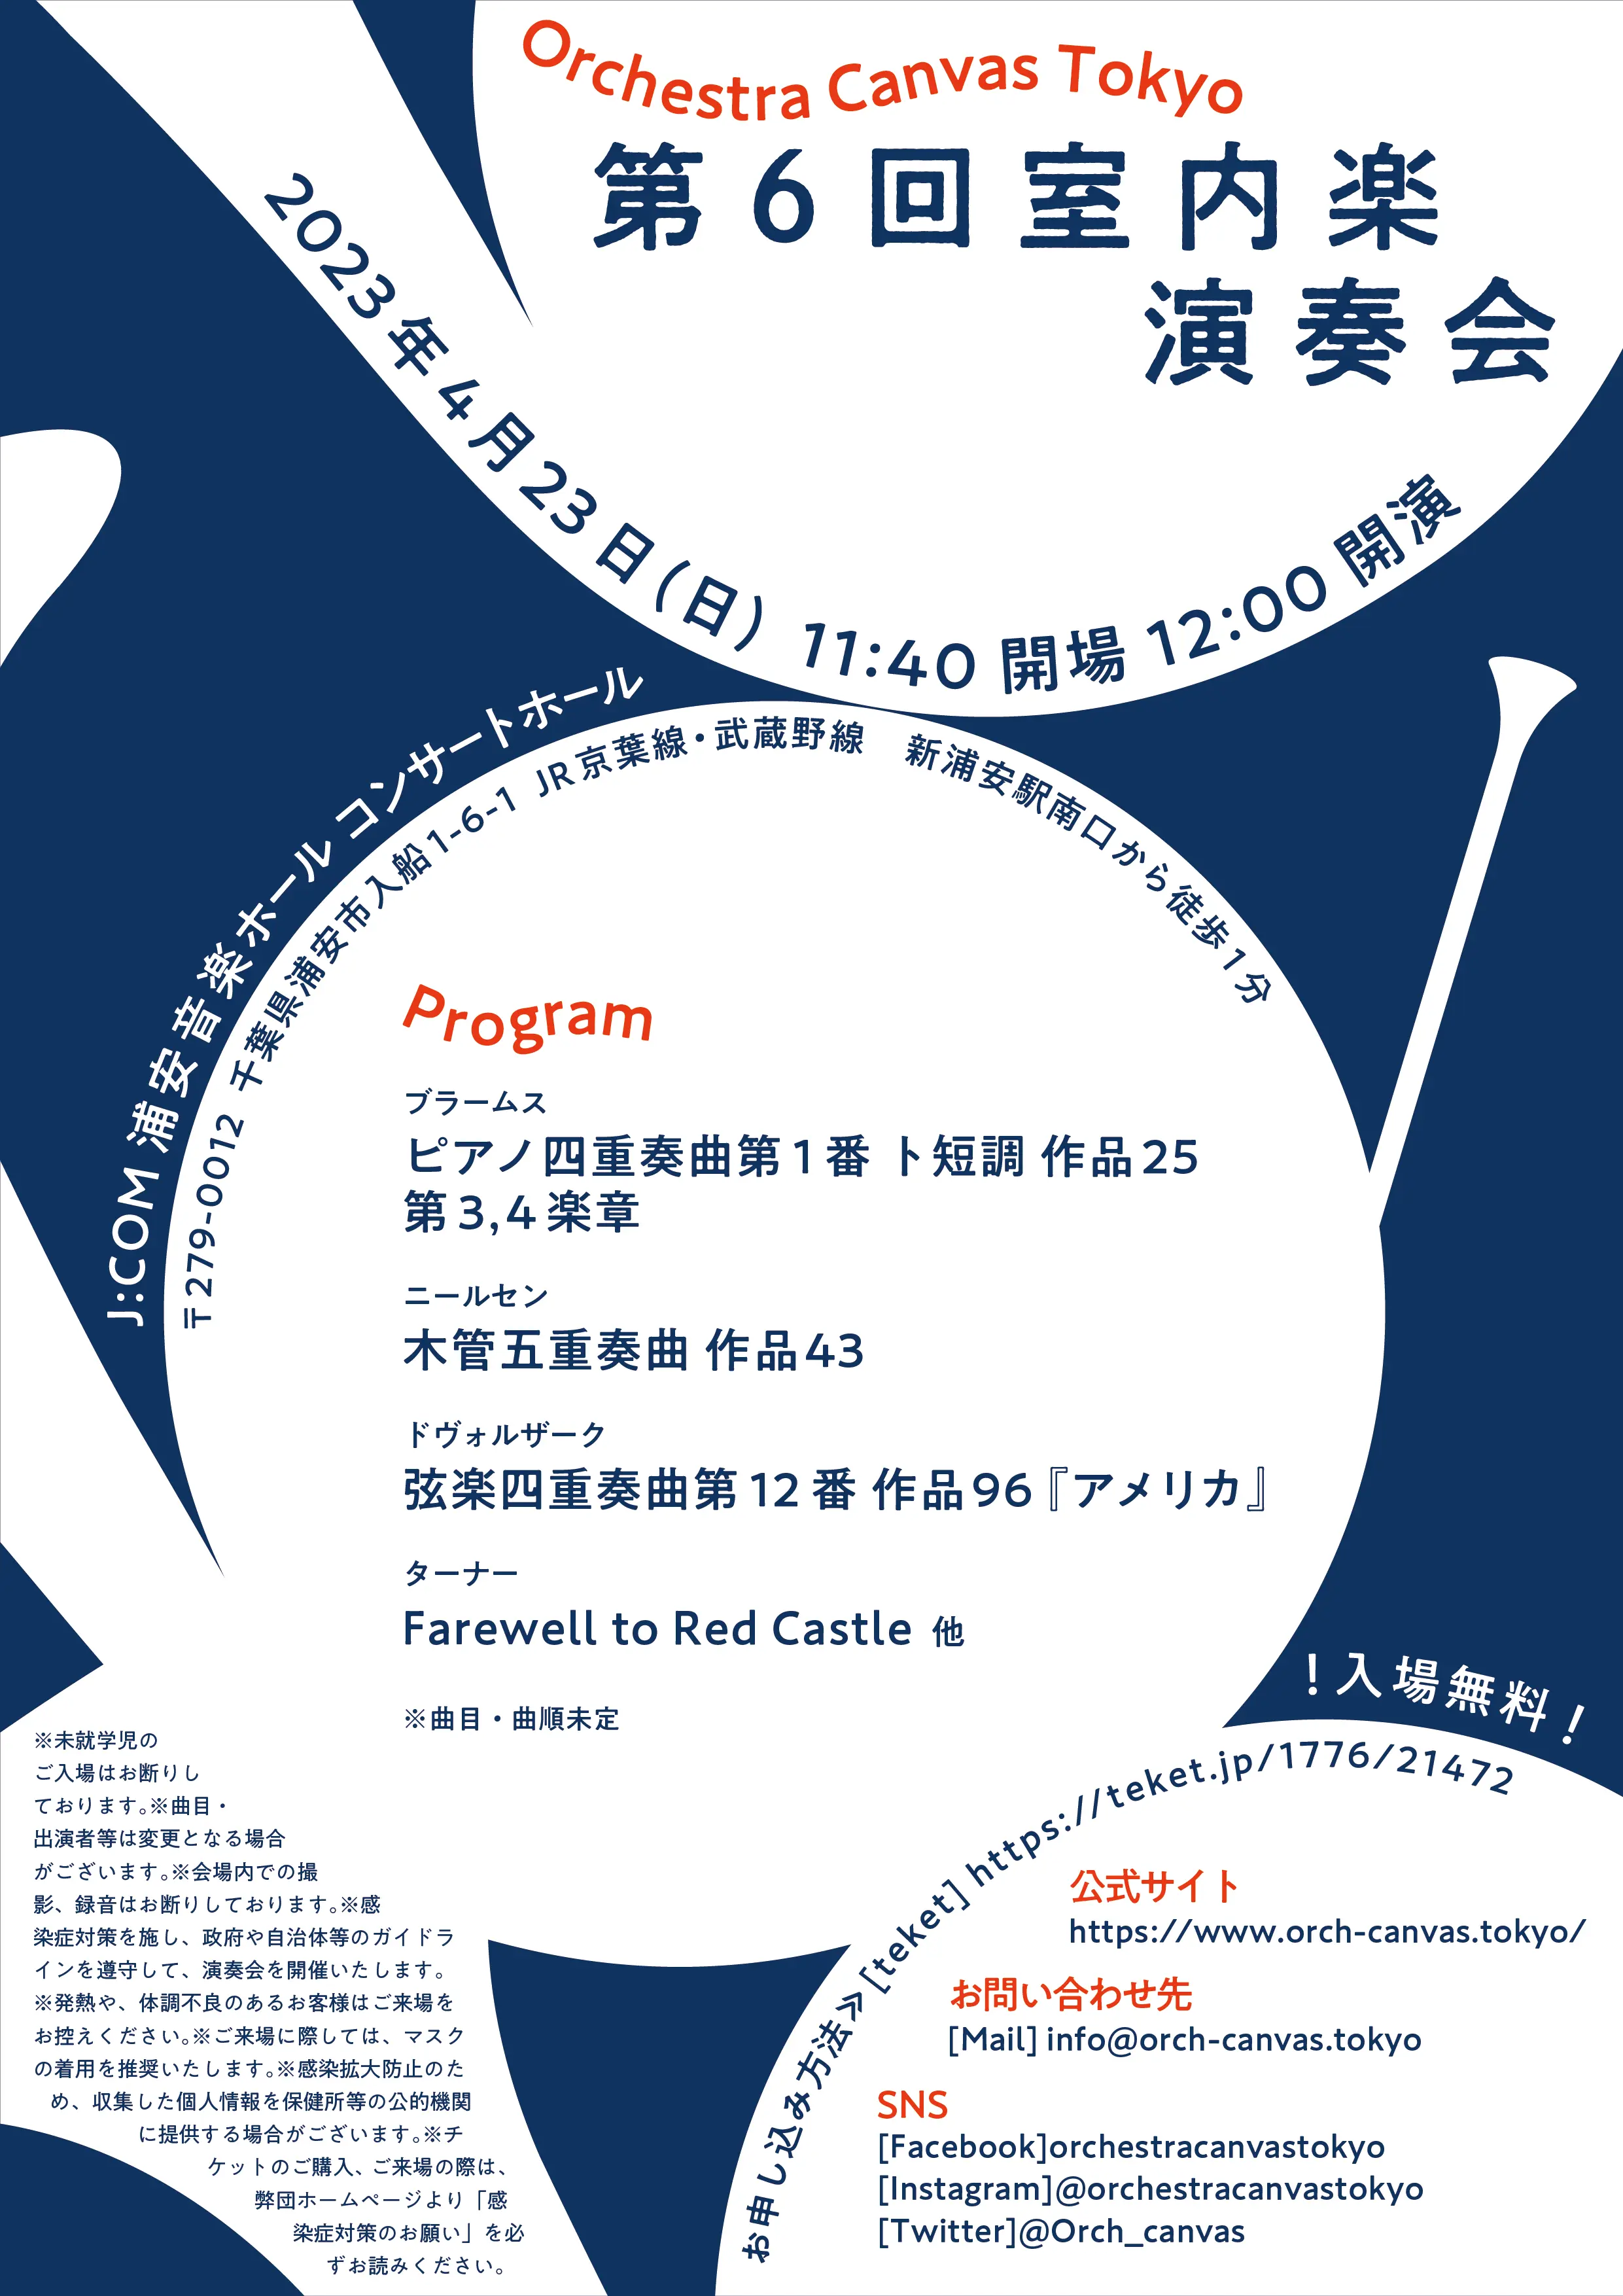 Orchestra Canvas Tokyo
第6回室内楽
演奏会
2023年4月23日(日) 11:40 開場 12:00 開演
J:COM 浦安音楽ホール コンサートホール
〒279-0012 千葉県浦安市入船1-6-1 JR京葉線・武蔵野線　新浦安駅南口から徒歩1分
Program
ブラームス
ピアノ四重奏曲第1番 ト短調 作品25
第3,4楽章
ニールセン
木管五重奏曲 作品43
ドヴォルザーク
弦楽四重奏曲第12番 作品96『アメリカ』
ターナー
Farewell to Red Castle 他
※曲目・曲順未定
※未就学児の
ご入場はお断りし
ております。※曲目・
出演者等は変更となる場合
がございます。※会場内での撮
影、録音はお断りしております。※感
染症対策を施し、政府や自治体等のガイドラ
インを遵守して、演奏会を開催いたします。
※発熱や、体調不良のあるお客様はご来場を
お控えください。※ご来場に際しては、マスク
の着用を推奨いたします。※感染拡大防止のた
め、収集した個人情報を保健所等の公的機関
に提供する場合がございます。※チ
ケットのご購入、ご来場の際は、
弊団ホームページより「感
染症対策のお願い」を必
ずお読みください。
！入場無料！
お申し込み方法≫[teket] https://teket.jp/1776/21472
公式サイト
https://www.orch-canvas.tokyo/
お問い合わせ先
[Mail] info@orch-canvas.tokyo
SNS
[Facebook]orchestracanvastokyo
[Instagram]@orchestracanvastokyo
[Twitter]@Orch_canvas